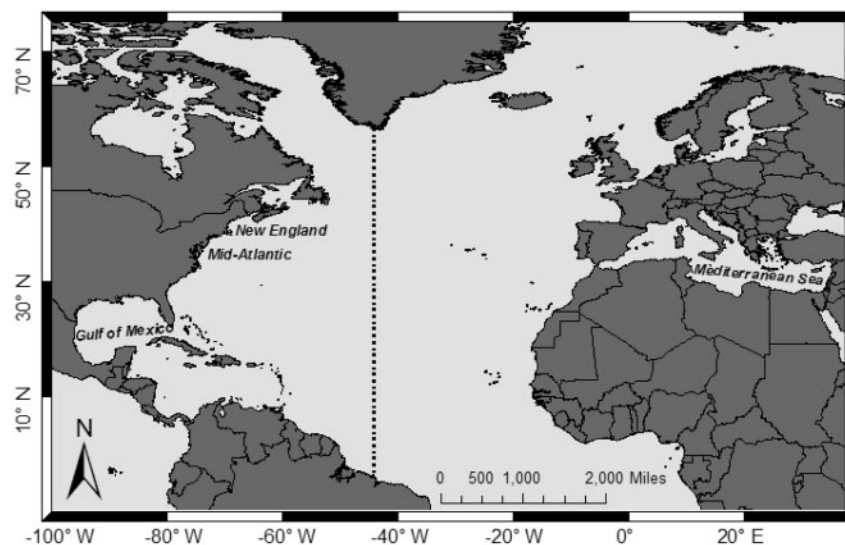 70° N
50° N
New England
Mid-Atlantic
Mediterranean Sea
30° N
Gulf of Mexico
10° N
N
0 500 1,000 2,000 Miles
-100° W -80° W -60° W -40° W -20° W 0° 20° E